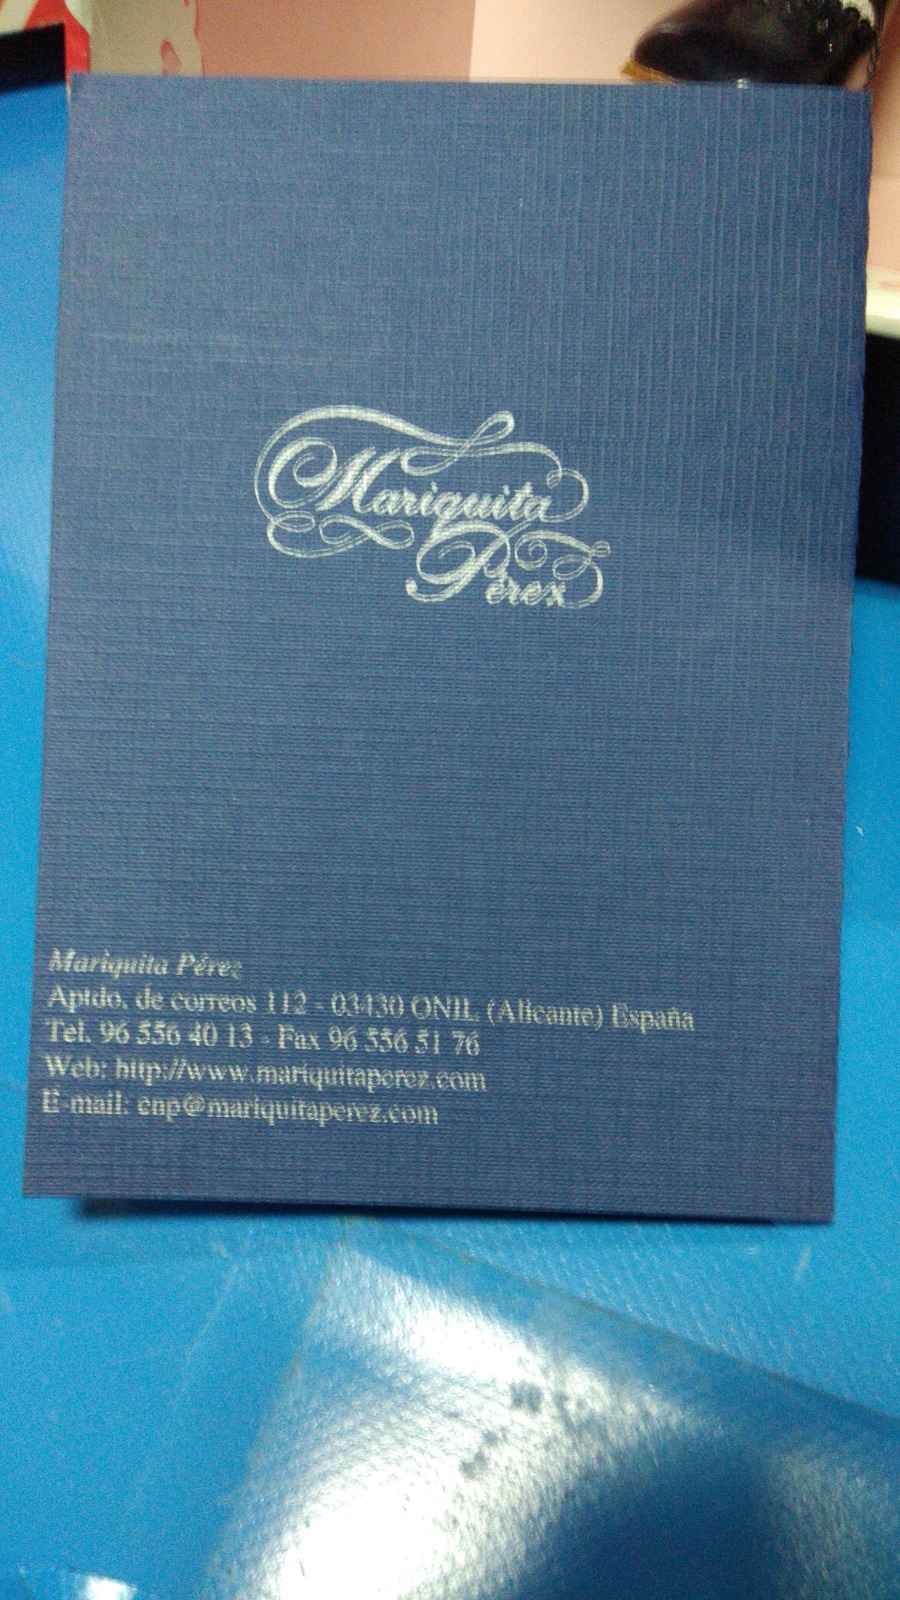 Mariquita
Pérez
Mariquita Pérez
Aptdo. de correos 112 - 03430 ONIL (Alicante) España
Tel. 96 556 40 13 - Fax 96 556 51 76
Web: http://www.mariquitaperez.com
E-mail: cnp@mariquitaperez.com